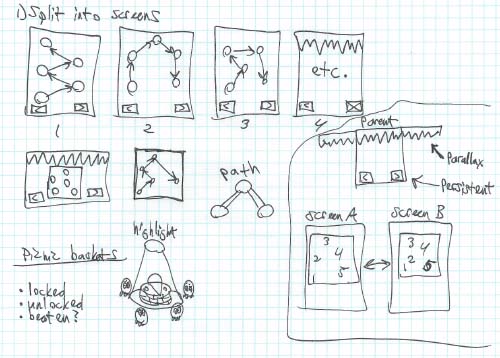 1) Split into screens
etc.
1
2
3
4
Parent
Parallax
Persistent
path
highlight
screen A
screen B
3
2 4
1 5
3
2 4
1 5
baskets
• locked
• unlocked
• beaten?